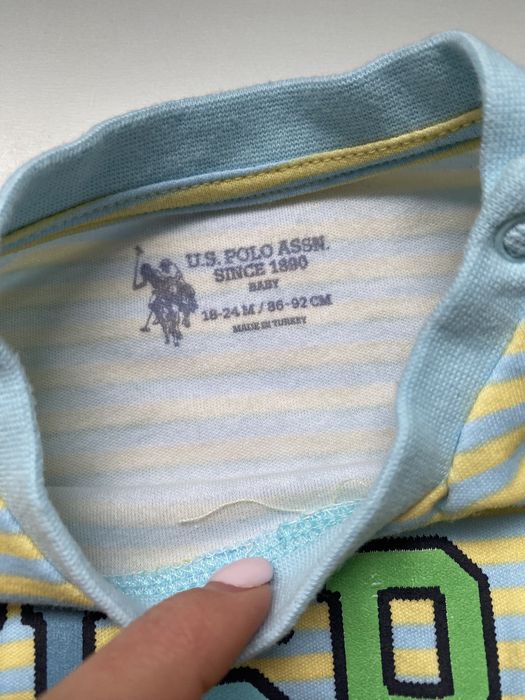 U.S. POLO ASSN.
SINCE 1890
BABY
18-24 M / 86-92 CM
MADE IN TURKEY